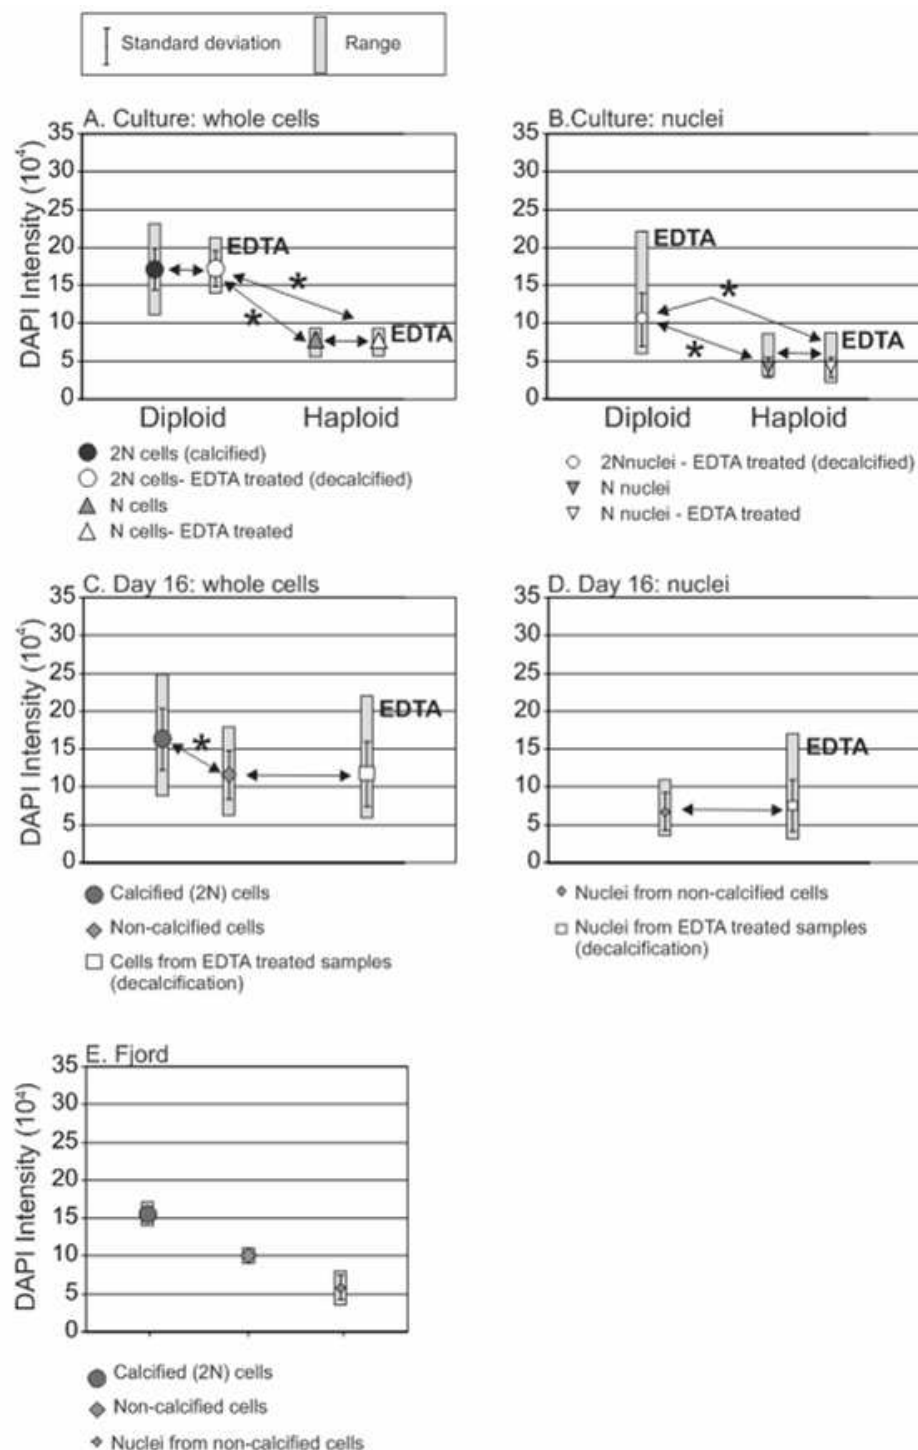 Standard deviation
Range
A. Culture: whole cells
DAPI Intensity (10⁴)
35
30
25
20
15
10
5
0
EDTA
*
*
EDTA
Diploid
Haploid
2N cells (calcified)
2N cells- EDTA treated (decalcified)
N cells
N cells- EDTA treated
B.Culture: nuclei
35
30
25
20
15
10
5
0
EDTA
*
*
EDTA
Diploid
Haploid
2Nnuclei - EDTA treated (decalcified)
N nuclei
N nuclei - EDTA treated
C. Day 16: whole cells
DAPI Intensity (10⁴)
35
30
25
20
15
10
5
0
*
EDTA
Calcified (2N) cells
Non-calcified cells
Cells from EDTA treated samples
(decalcification)
D. Day 16: nuclei
35
30
25
20
15
10
5
0
EDTA
Nuclei from non-calcified cells
Nuclei from EDTA treated samples
(decalcification)
E. Fjord
DAPI Intensity (10⁴)
35
30
25
20
15
10
5
0
Calcified (2N) cells
Non-calcified cells
Nuclei from non-calcified cells